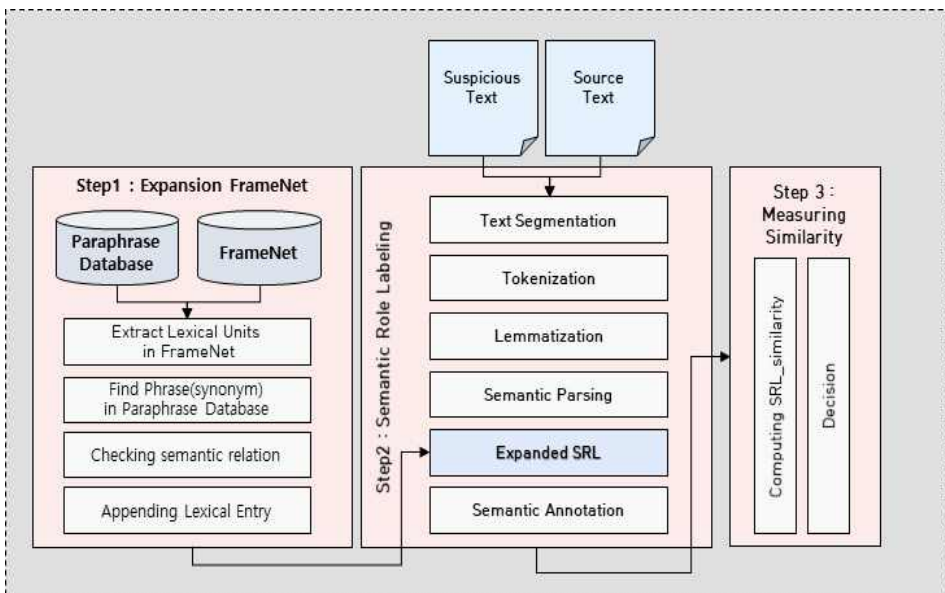 Suspicious
Text
Source
Text
Step1 : Expansion FrameNet
Paraphrase
Database
FrameNet
Extract Lexical Units
in FrameNet
Find Phrase(synonym)
in Paraphrase Database
Checking semantic relation
Appending Lexical Entry
Step2 : Semantic Role Labeling
Text Segmentation
Tokenization
Lemmatization
Semantic Parsing
Expanded SRL
Semantic Annotation
Step 3 :
Measuring
Similarity
Computing SRL_similarity
Decision